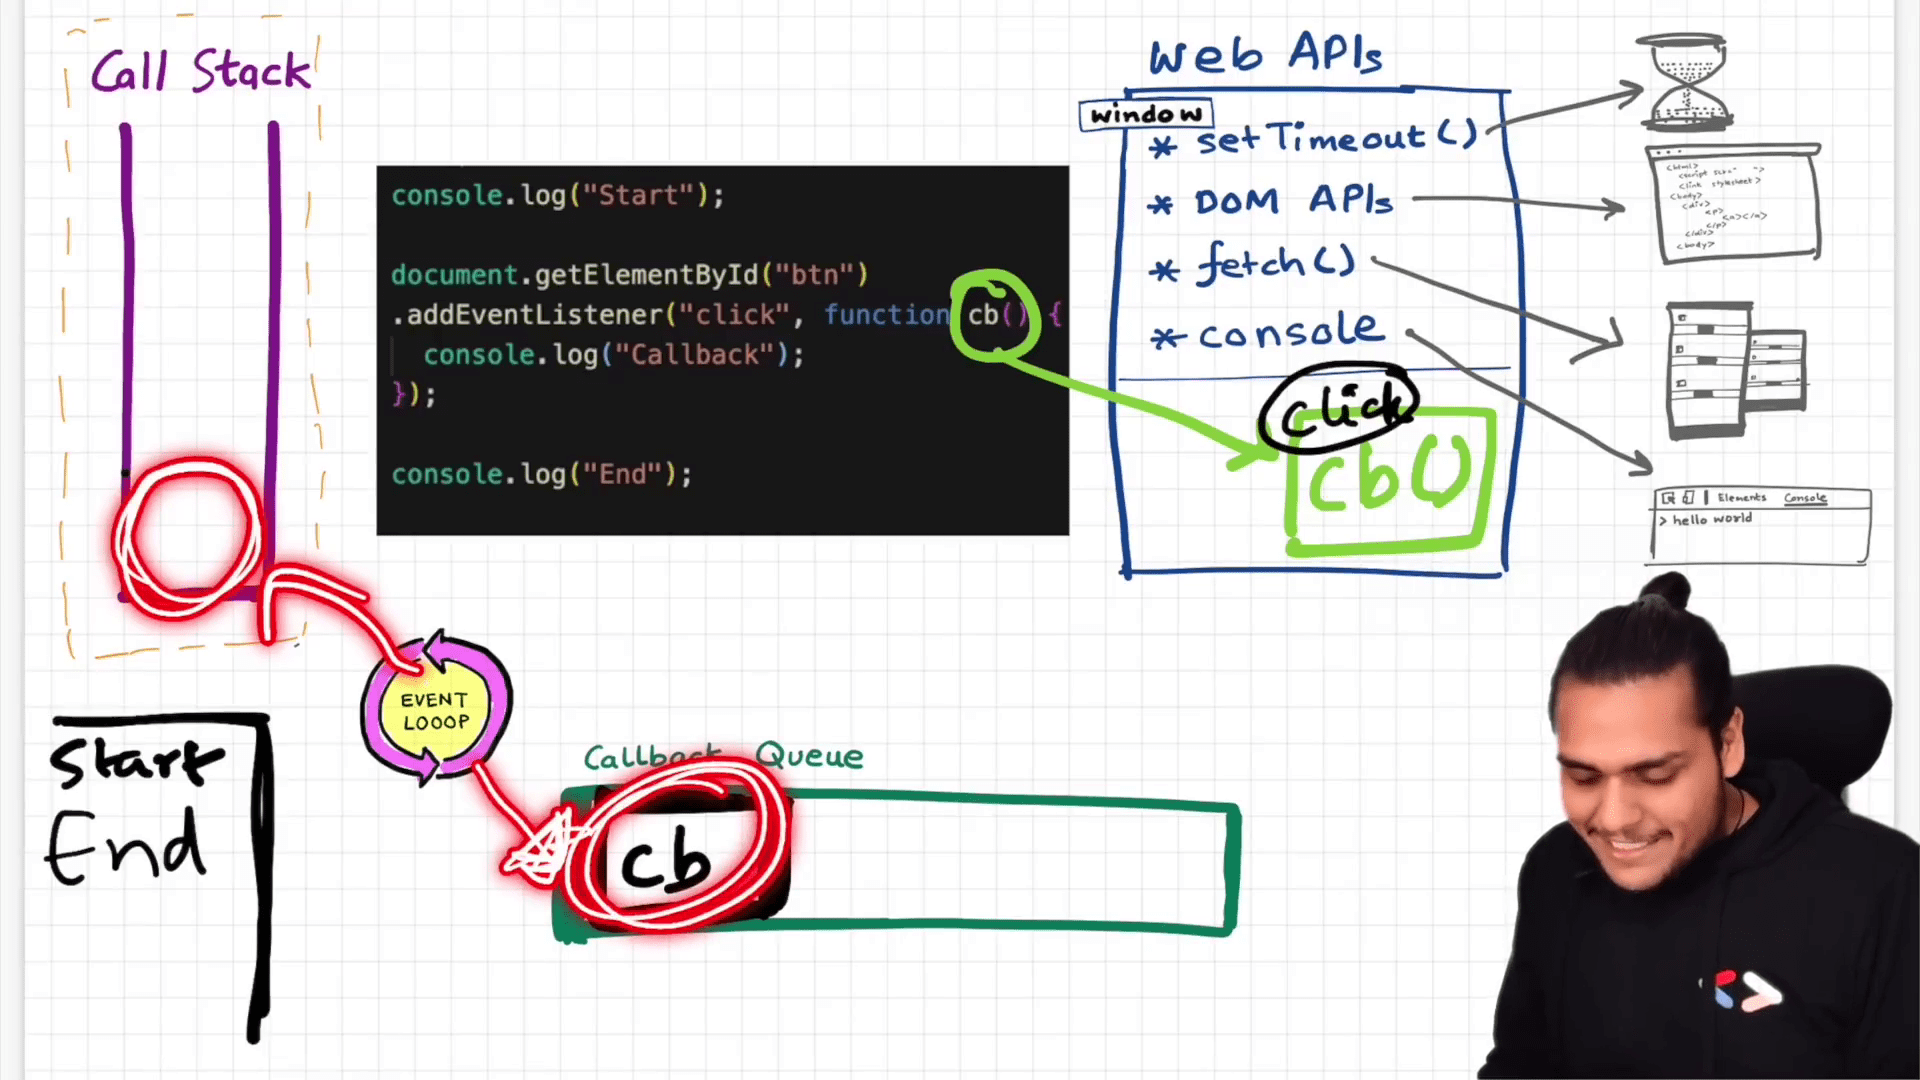 Call Stack
console.log("Start");
document.getElementById("btn")
.addEventListener("click", function cb() {
console.log("Callback");
});
console.log("End");
Web APIs
window
* setTimeout()
* DOM APIs
* fetch()
* console
click
cb()
<html>
<script src=" ">
<link stylesheet>
<body>
<div>
<p>
<a></a>
</p>
</div>
<body>
Elements Console
> hello world
EVENT
LOOOP
Start
End
Callback Queue
cb